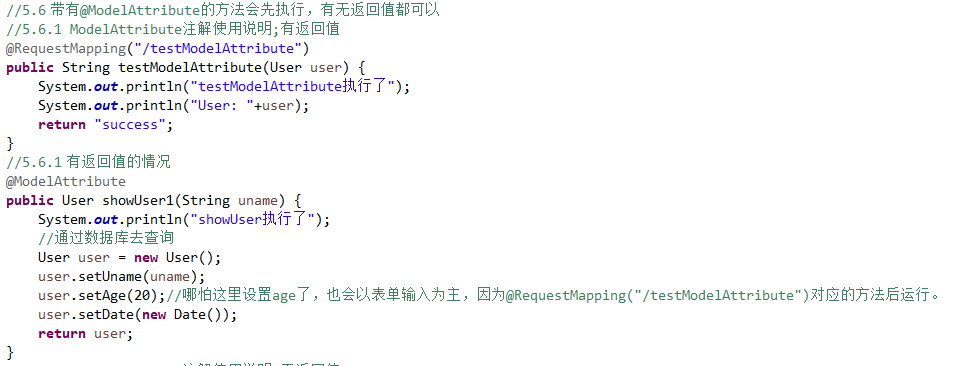 //5.6 带有@ModelAttribute的方法会先执行，有无返回值都可以
//5.6.1 ModelAttribute注解使用说明;有返回值
@RequestMapping("/testModelAttribute")
public String testModelAttribute(User user) {
    System.out.println("testModelAttribute执行了");
    System.out.println("User: "+user);
    return "success";
}
//5.6.1 有返回值的情况
@ModelAttribute
public User showUser1(String uname) {
    System.out.println("showUser执行了");
    //通过数据库去查询
    User user = new User();
    user.setUname(uname);
    user.setAge(20);//哪怕这里设置age了，也会以表单输入为主，因为@RequestMapping("/testModelAttribute")对应的方法后运行。
    user.setDate(new Date());
    return user;
}